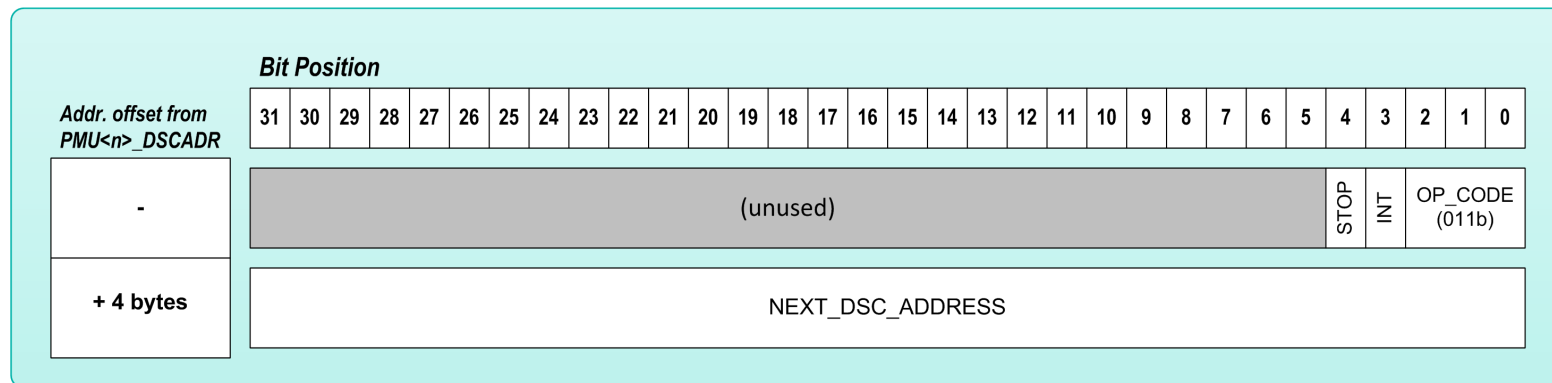 Bit Position
Addr. offset from
PMU<n>_DSCADR
31 30 29 28 27 26 25 24 23 22 21 20 19 18 17 16 15 14 13 12 11 10 9 8 7 6 5 4 3 2 1 0
-
(unused)
STOP
INT
OP_CODE
(011b)
+ 4 bytes
NEXT_DSC_ADDRESS